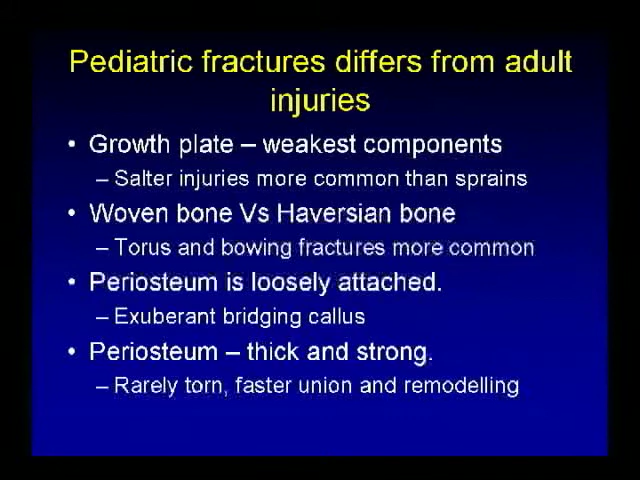 Pediatric fractures differs from adult
injuries
• Growth plate – weakest components
– Salter injuries more common than sprains
• Woven bone Vs Haversian bone
– Torus and bowing fractures more common
• Periosteum is loosely attached.
– Exuberant bridging callus
• Periosteum – thick and strong.
– Rarely torn, faster union and remodelling